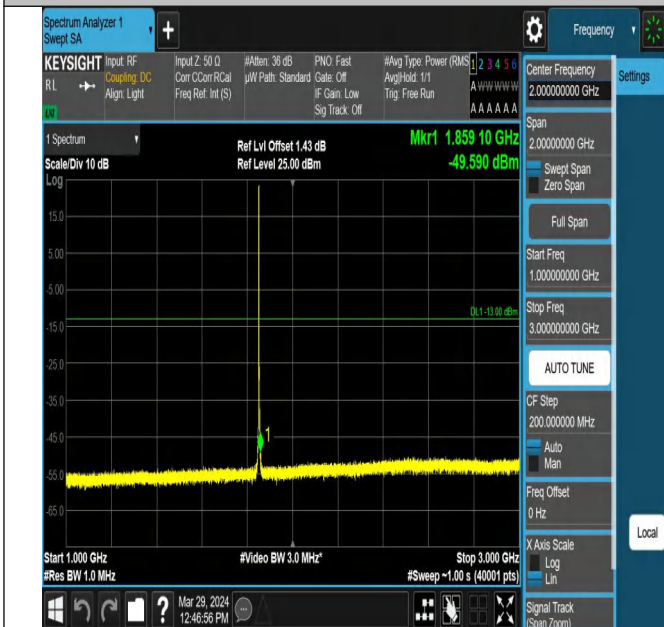 Spectrum Analyzer 1
Swept SA
Frequency
KEYSIGHT
RL
LXI
Input: RF
Coupling: DC
Align: Light
Input Z: 50 Ω
Corr CCorr RCal
Freq Ref: Int (S)
#Atten: 36 dB
µW Path: Standard
PNO: Fast
Gate: Off
IF Gain: Low
Sig Track: Off
#Avg Type: Power (RMS
Avg|Hold: 1/1
Trig: Free Run
1 2 3 4 5 6
A W W W W W
A A A A A A
1 Spectrum
Scale/Div 10 dB
Log
Ref Lvl Offset 1.43 dB
Ref Level 25.00 dBm
Mkr1 1.859 10 GHz
-49.590 dBm
15.0
5.00
-5.00
-15.0
-25.0
-35.0
-45.0
-55.0
-65.0
DL1 -13.00 dBm
1
Start 1.000 GHz
#Res BW 1.0 MHz
#Video BW 3.0 MHz*
Stop 3.000 GHz
#Sweep ~1.00 s (40001 pts)
Mar 29, 2024
12:46:56 PM
Center Frequency
2.000000000 GHz
Span
2.00000000 GHz
Swept Span
Zero Span
Full Span
Start Freq
1.000000000 GHz
Stop Freq
3.000000000 GHz
AUTO TUNE
CF Step
200.000000 MHz
Auto
Man
Freq Offset
0 Hz
X Axis Scale
Log
Lin
Signal Track
(Span Zoom)
Settings
Local